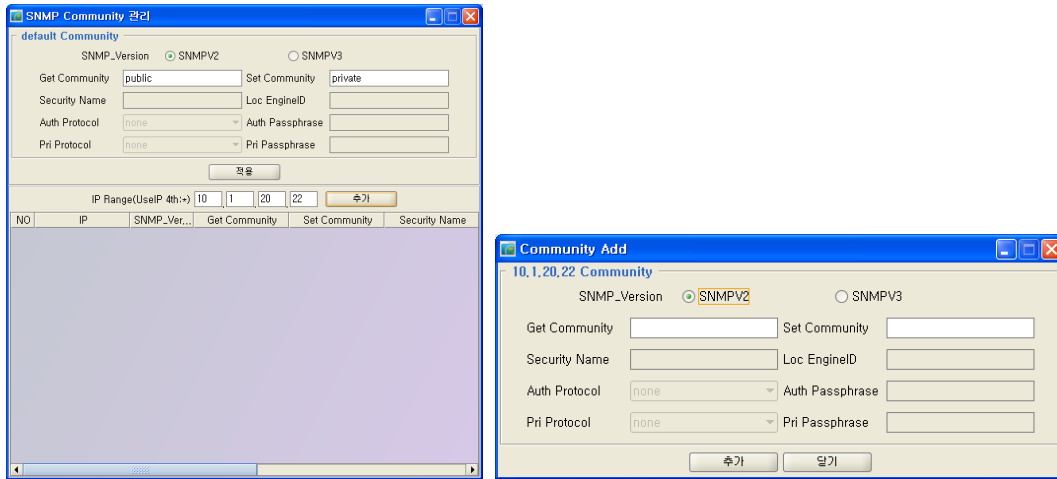 SNMP Community 관리
default Community
SNMP_Version SNMPV2 SNMPV3
Get Community public Set Community private
Security Name Loc EngineID
Auth Protocol none Auth Passphrase
Pri Protocol none Pri Passphrase
적용
IP Range(UseIP 4th:*) 10 . 1 . 20 . 22 추가
NO IP SNMP_Ver... Get Community Set Community Security Name
Community Add
10,1,20,22 Community
SNMP_Version SNMPV2 SNMPV3
Get Community Set Community
Security Name Loc EngineID
Auth Protocol none Auth Passphrase
Pri Protocol none Pri Passphrase
추가 닫기